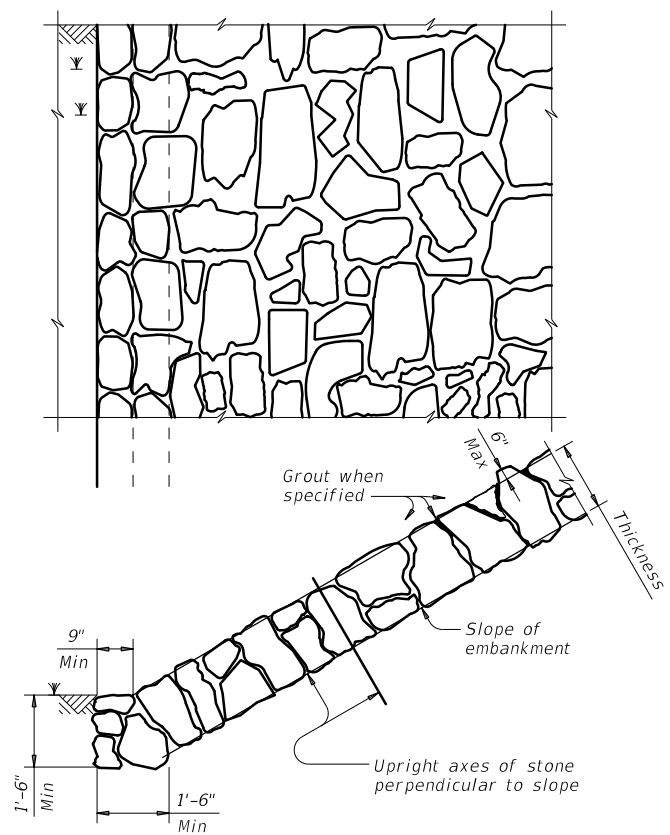 6"
Max
Grout when
specified
Thickness
Slope of
embankment
9"
Min
1'-6"
Min
Upright axes of stone
perpendicular to slope
1'-6"
Min